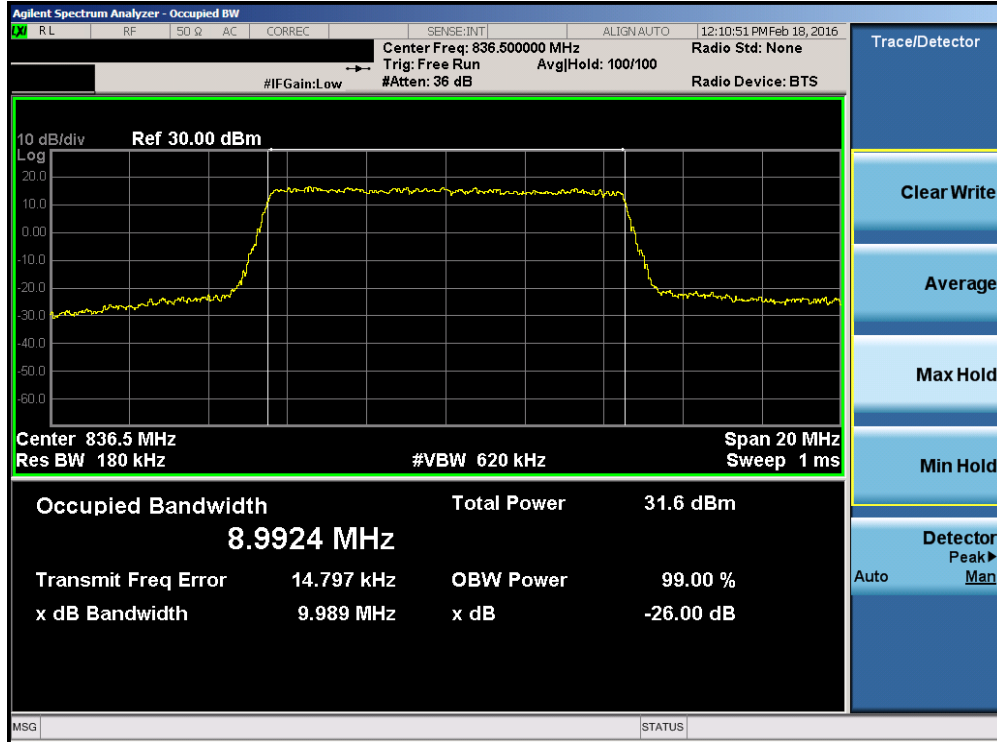 Agilent Spectrum Analyzer - Occupied BW
LXI RL RF 50 Ω AC CORREC SENSE:INT ALIGN AUTO 12:10:51 PM Feb 18, 2016
Center Freq: 836.500000 MHz Radio Std: None
Trig: Free Run Avg|Hold: 100/100
#IFGain:Low #Atten: 36 dB Radio Device: BTS
10 dB/div Ref 30.00 dBm
Log
20.0
10.0
0.00
-10.0
-20.0
-30.0
-40.0
-50.0
-60.0
Center 836.5 MHz Span 20 MHz
Res BW 180 kHz #VBW 620 kHz Sweep 1 ms
Occupied Bandwidth Total Power 31.6 dBm
8.9924 MHz
Transmit Freq Error 14.797 kHz OBW Power 99.00 %
x dB Bandwidth 9.989 MHz x dB -26.00 dB
MSG STATUS
Trace/Detector
Clear Write
Average
Max Hold
Min Hold
Detector
Peak▶
Auto Man